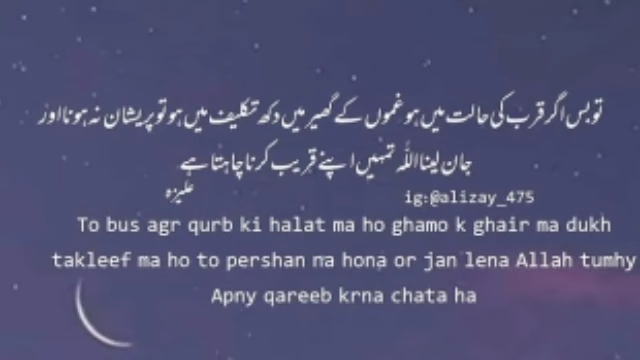 تو بس اگر قرب کی حالت میں ہو غموں کے گھیر میں دکھ تکلیف میں ہو تو پریشان نہ ہونا اور
جان لینا اللہ تمہیں اپنے قریب کرنا چاہتا ہے
علیزہ
ig:@alizay_475
To bus agr qurb ki halat ma ho ghamo k ghair ma dukh
takleef ma ho to pershan na hona or jan lena Allah tumhy
Apny qareeb krna chata ha